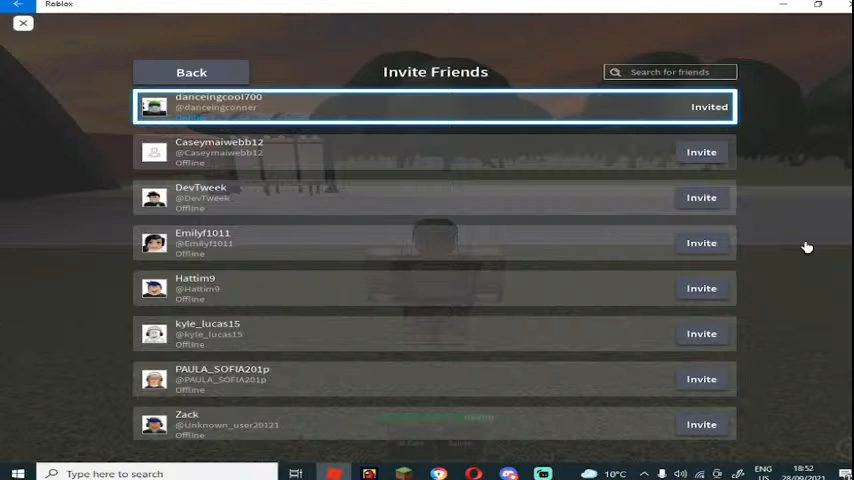 Roblox
Back
Invite Friends
Search for friends
danceingcool700
@danceingconner
Online
Invited
Caseymaiwebb12
@Caseymaiwebb12
Offline
Invite
DevTweek
@DevTweek
Offline
Invite
Emilyf1011
@Emilyf1011
Offline
Invite
Hattim9
@Hattim9
Offline
Invite
kyle_lucas15
@kyle_lucas15
Offline
Invite
PAULA_SOFIA201p
@PAULA_SOFIA201p
Offline
Invite
Zack
@Unknown_user20121
Offline
Invite
Type here to search
10°C
ENG
US
18:52
28/09/2021